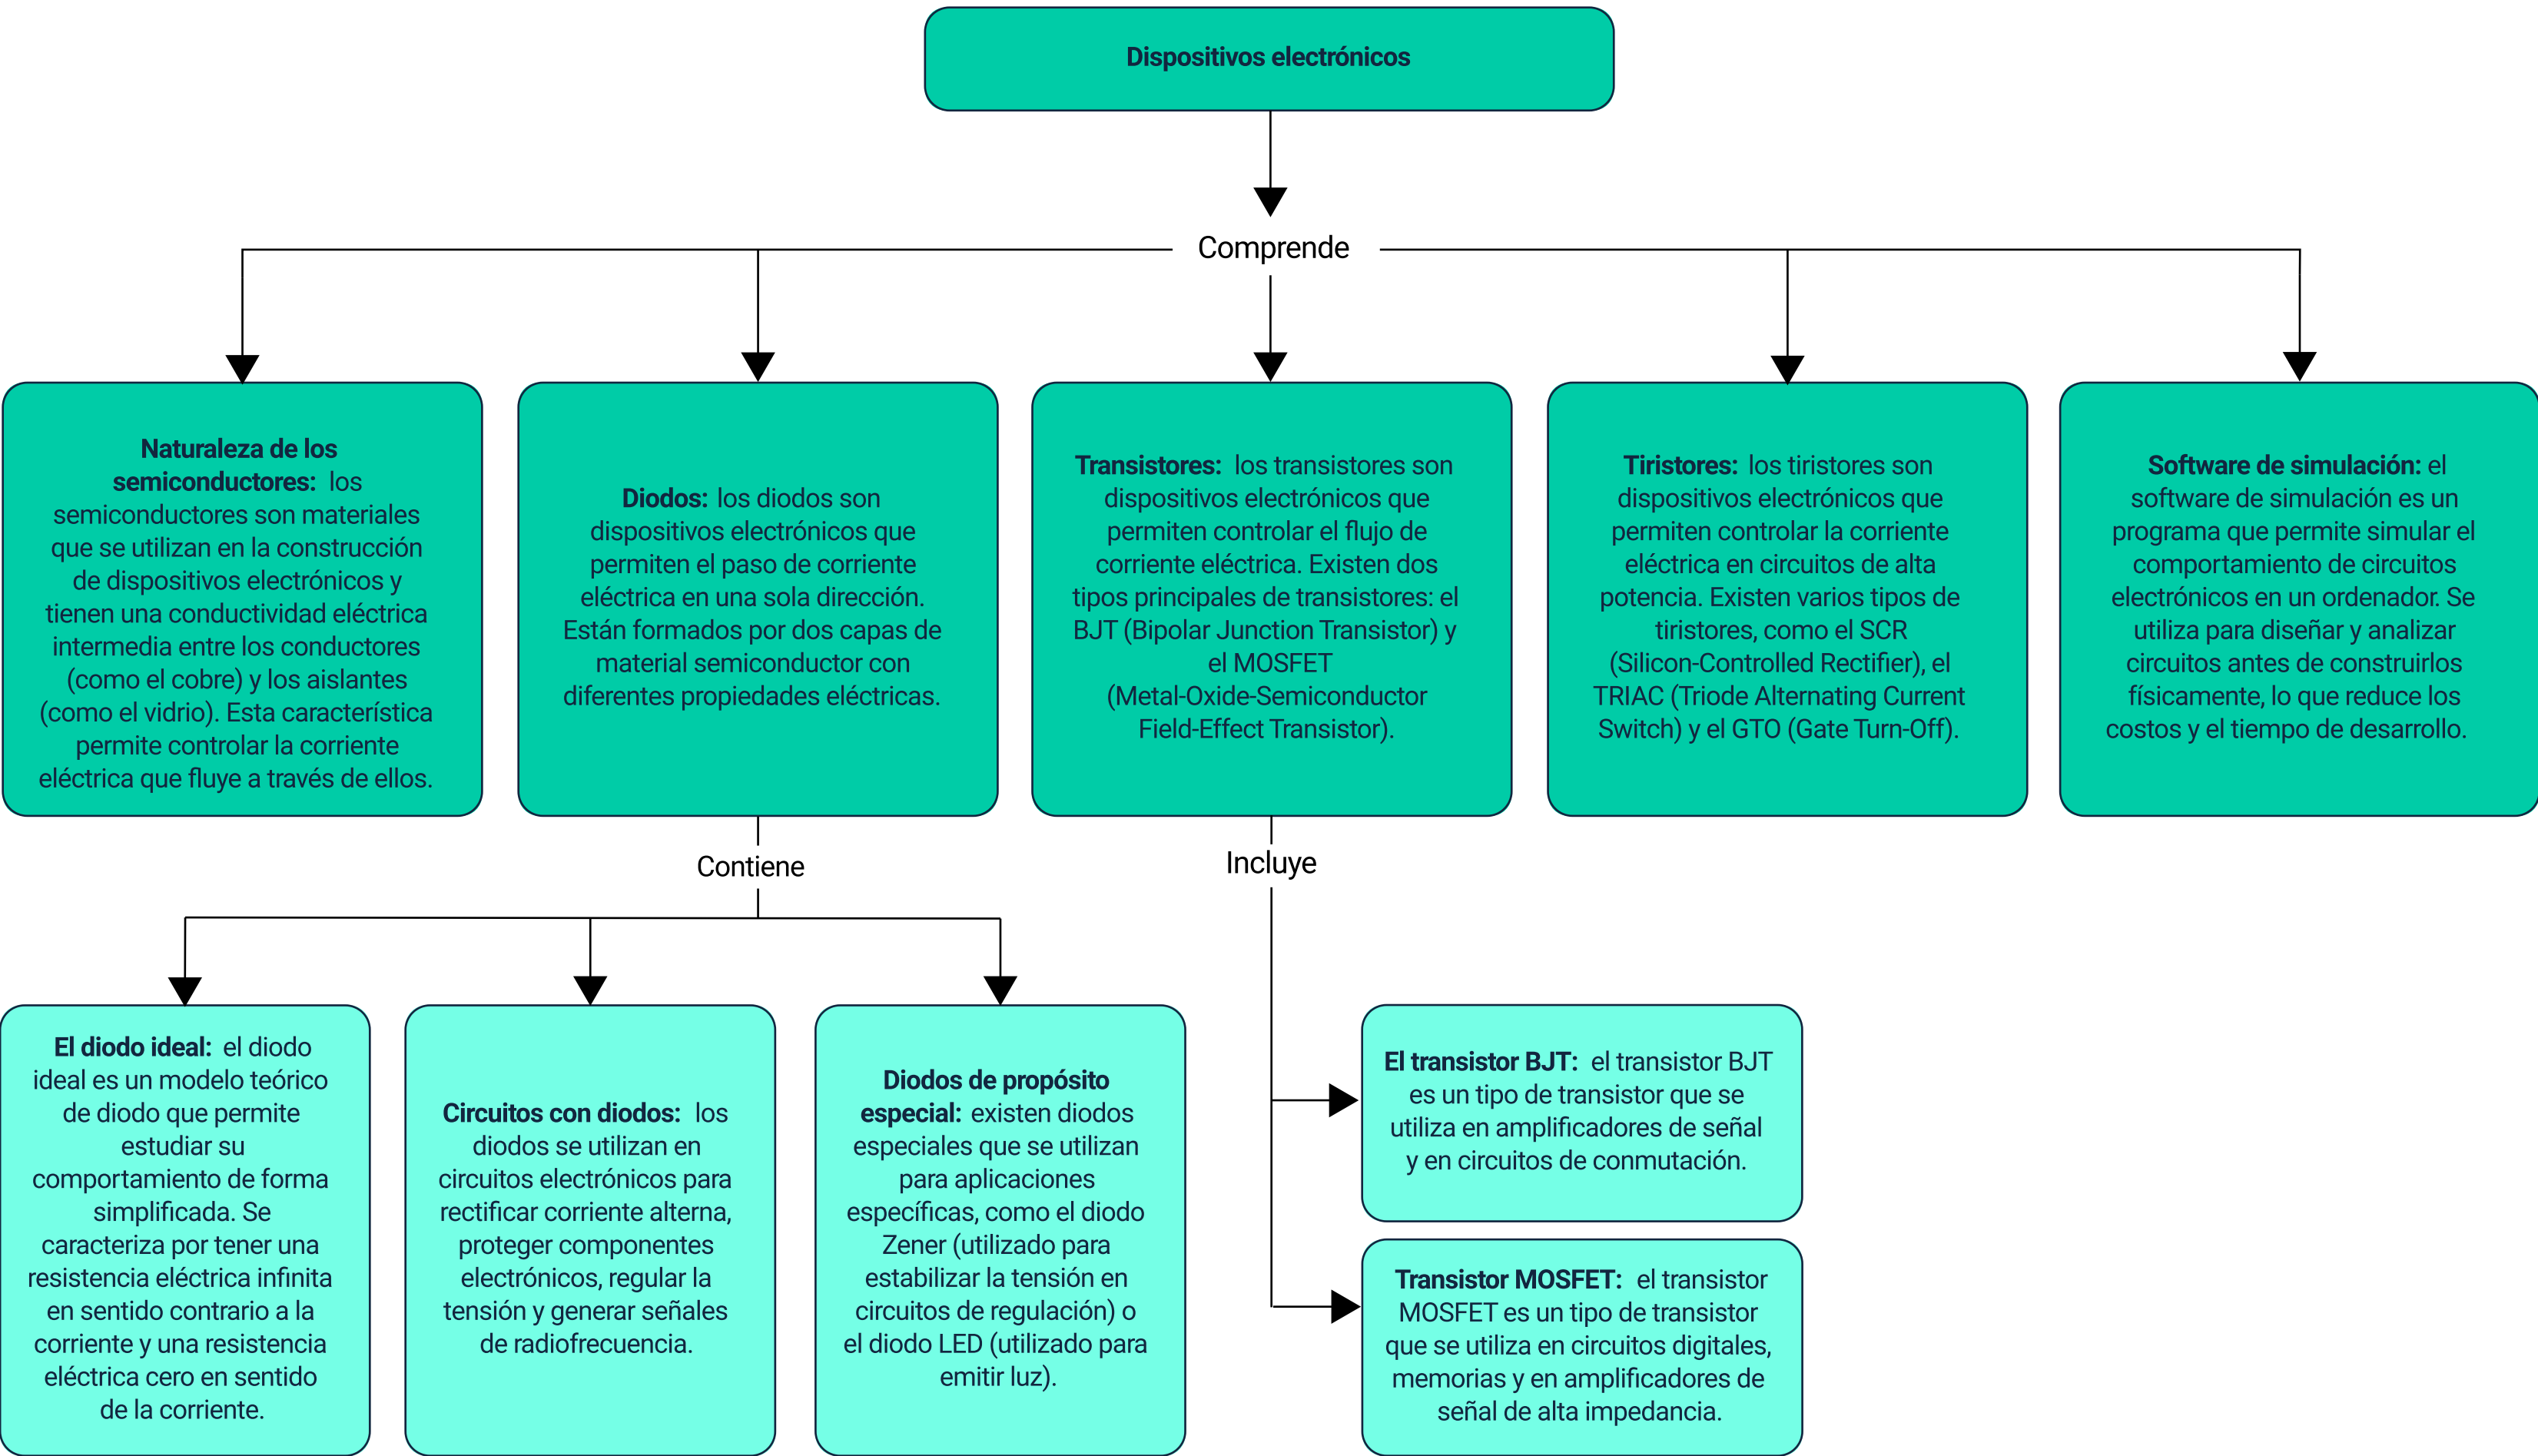 Dispositivos electrónicos
Comprende
Naturaleza de los
semiconductores: los
semiconductores son materiales
que se utilizan en la construcción
de dispositivos electrónicos y
tienen una conductividad eléctrica
intermedia entre los conductores
(como el cobre) y los aislantes
(como el vidrio). Esta característica
permite controlar la corriente
eléctrica que fluye a través de ellos.
Diodos: los diodos son
dispositivos electrónicos que
permiten el paso de corriente
eléctrica en una sola dirección.
Están formados por dos capas de
material semiconductor con
diferentes propiedades eléctricas.
Transistores: los transistores son
dispositivos electrónicos que
permiten controlar el flujo de
corriente eléctrica. Existen dos
tipos principales de transistores: el
BJT (Bipolar Junction Transistor) y
el MOSFET
(Metal-Oxide-Semiconductor
Field-Effect Transistor).
Tiristores: los tiristores son
dispositivos electrónicos que
permiten controlar la corriente
eléctrica en circuitos de alta
potencia. Existen varios tipos de
tiristores, como el SCR
(Silicon-Controlled Rectifier), el
TRIAC (Triode Alternating Current
Switch) y el GTO (Gate Turn-Off).
Software de simulación: el
software de simulación es un
programa que permite simular el
comportamiento de circuitos
electrónicos en un ordenador. Se
utiliza para diseñar y analizar
circuitos antes de construirlos
físicamente, lo que reduce los
costos y el tiempo de desarrollo.
Contiene
Incluye
El diodo ideal: el diodo
ideal es un modelo teórico
de diodo que permite
estudiar su
comportamiento de forma
simplificada. Se
caracteriza por tener una
resistencia eléctrica infinita
en sentido contrario a la
corriente y una resistencia
eléctrica cero en sentido
de la corriente.
Circuitos con diodos: los
diodos se utilizan en
circuitos electrónicos para
rectificar corriente alterna,
proteger componentes
electrónicos, regular la
tensión y generar señales
de radiofrecuencia.
Diodos de propósito
especial: existen diodos
especiales que se utilizan
para aplicaciones
específicas, como el diodo
Zener (utilizado para
estabilizar la tensión en
circuitos de regulación) o
el diodo LED (utilizado para
emitir luz).
El transistor BJT: el transistor BJT
es un tipo de transistor que se
utiliza en amplificadores de señal
y en circuitos de conmutación.
Transistor MOSFET: el transistor
MOSFET es un tipo de transistor
que se utiliza en circuitos digitales,
memorias y en amplificadores de
señal de alta impedancia.